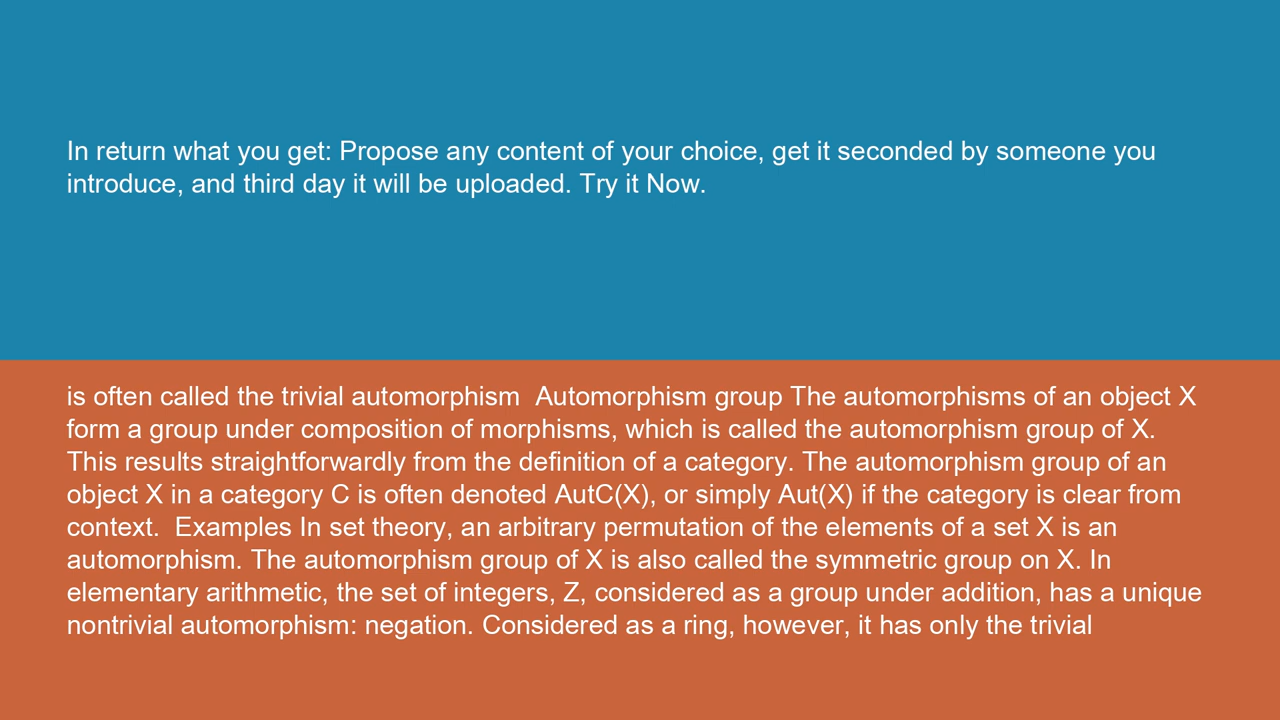 In return what you get: Propose any content of your choice, get it seconded by someone you
introduce, and third day it will be uploaded. Try it Now.
is often called the trivial automorphism  Automorphism group The automorphisms of an object X
form a group under composition of morphisms, which is called the automorphism group of X.
This results straightforwardly from the definition of a category. The automorphism group of an
object X in a category C is often denoted AutC(X), or simply Aut(X) if the category is clear from
context.  Examples In set theory, an arbitrary permutation of the elements of a set X is an
automorphism. The automorphism group of X is also called the symmetric group on X. In
elementary arithmetic, the set of integers, Z, considered as a group under addition, has a unique
nontrivial automorphism: negation. Considered as a ring, however, it has only the trivial